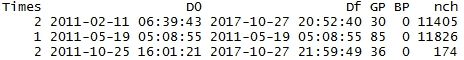 Times D0 Df GP BP nch
2 2011-02-11 06:39:43 2017-10-27 20:52:40 30 0 11405
1 2011-05-19 05:08:55 2011-05-19 05:08:55 85 0 11826
2 2011-10-25 16:01:21 2017-10-27 21:59:49 36 0 174